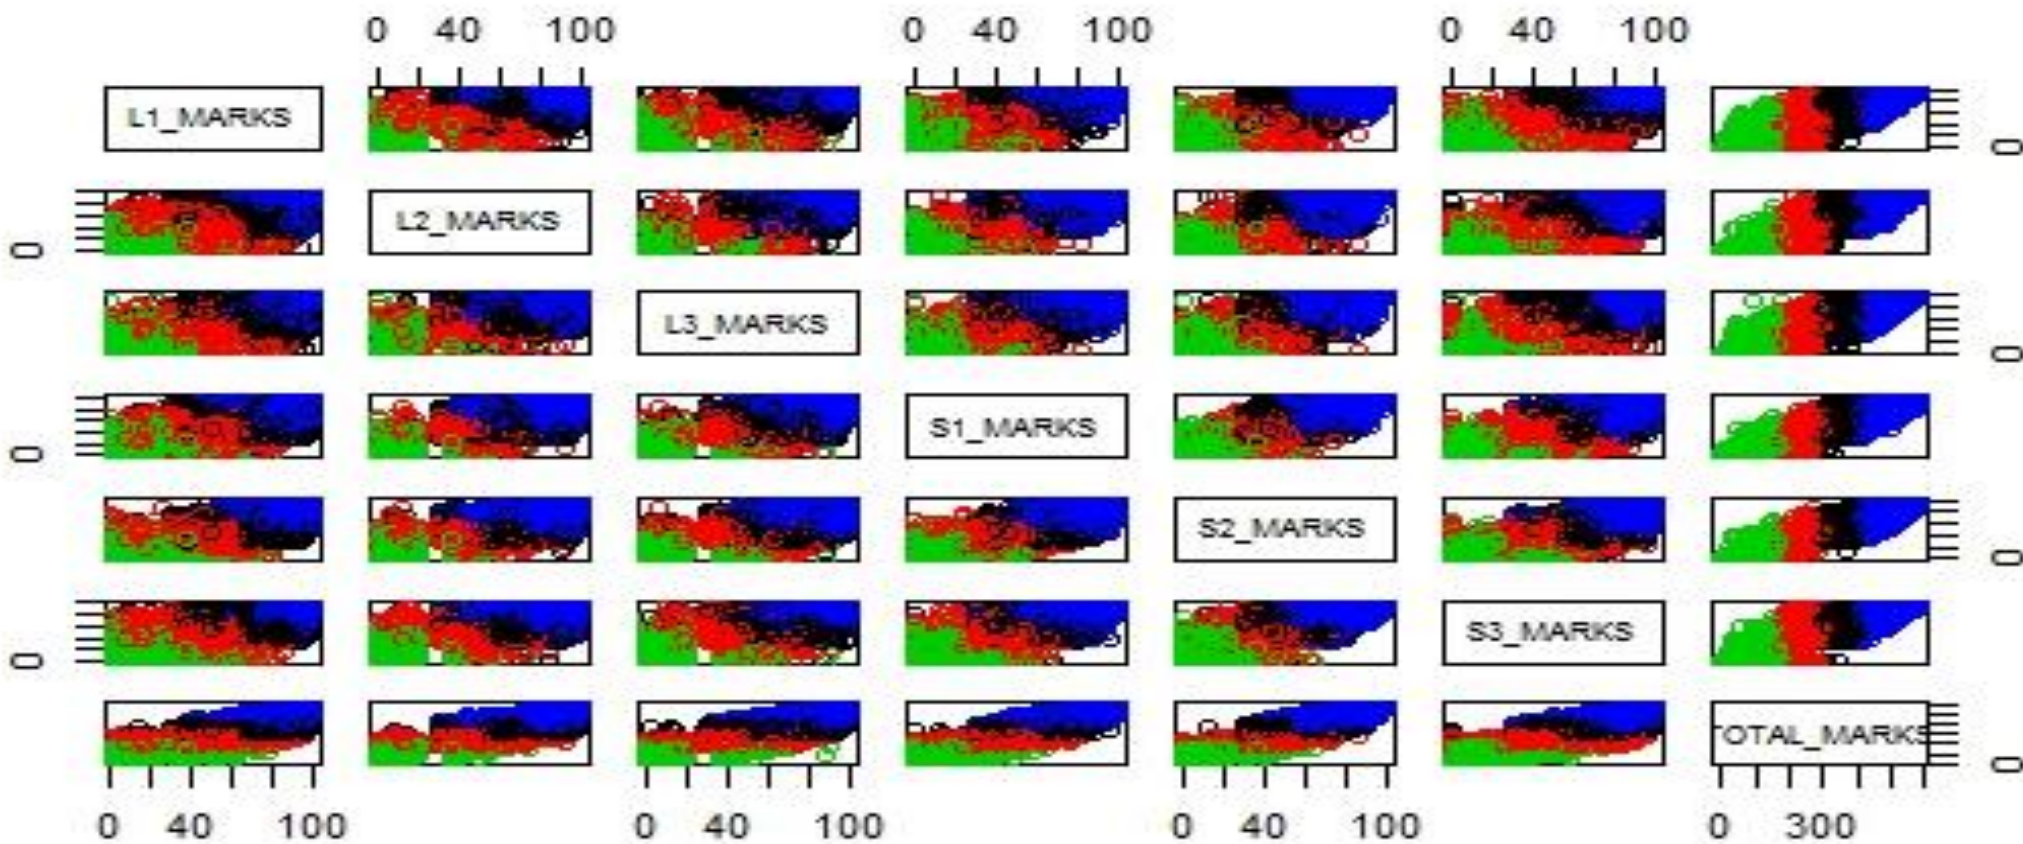 0 40 100 0 40 100 0 40 100
L1_MARKS 0
0 L2_MARKS
L3_MARKS 0
0 S1_MARKS
S2_MARKS 0
0 S3_MARKS
TOTAL_MARKS 0
0 40 100 0 40 100 0 40 100 0 300